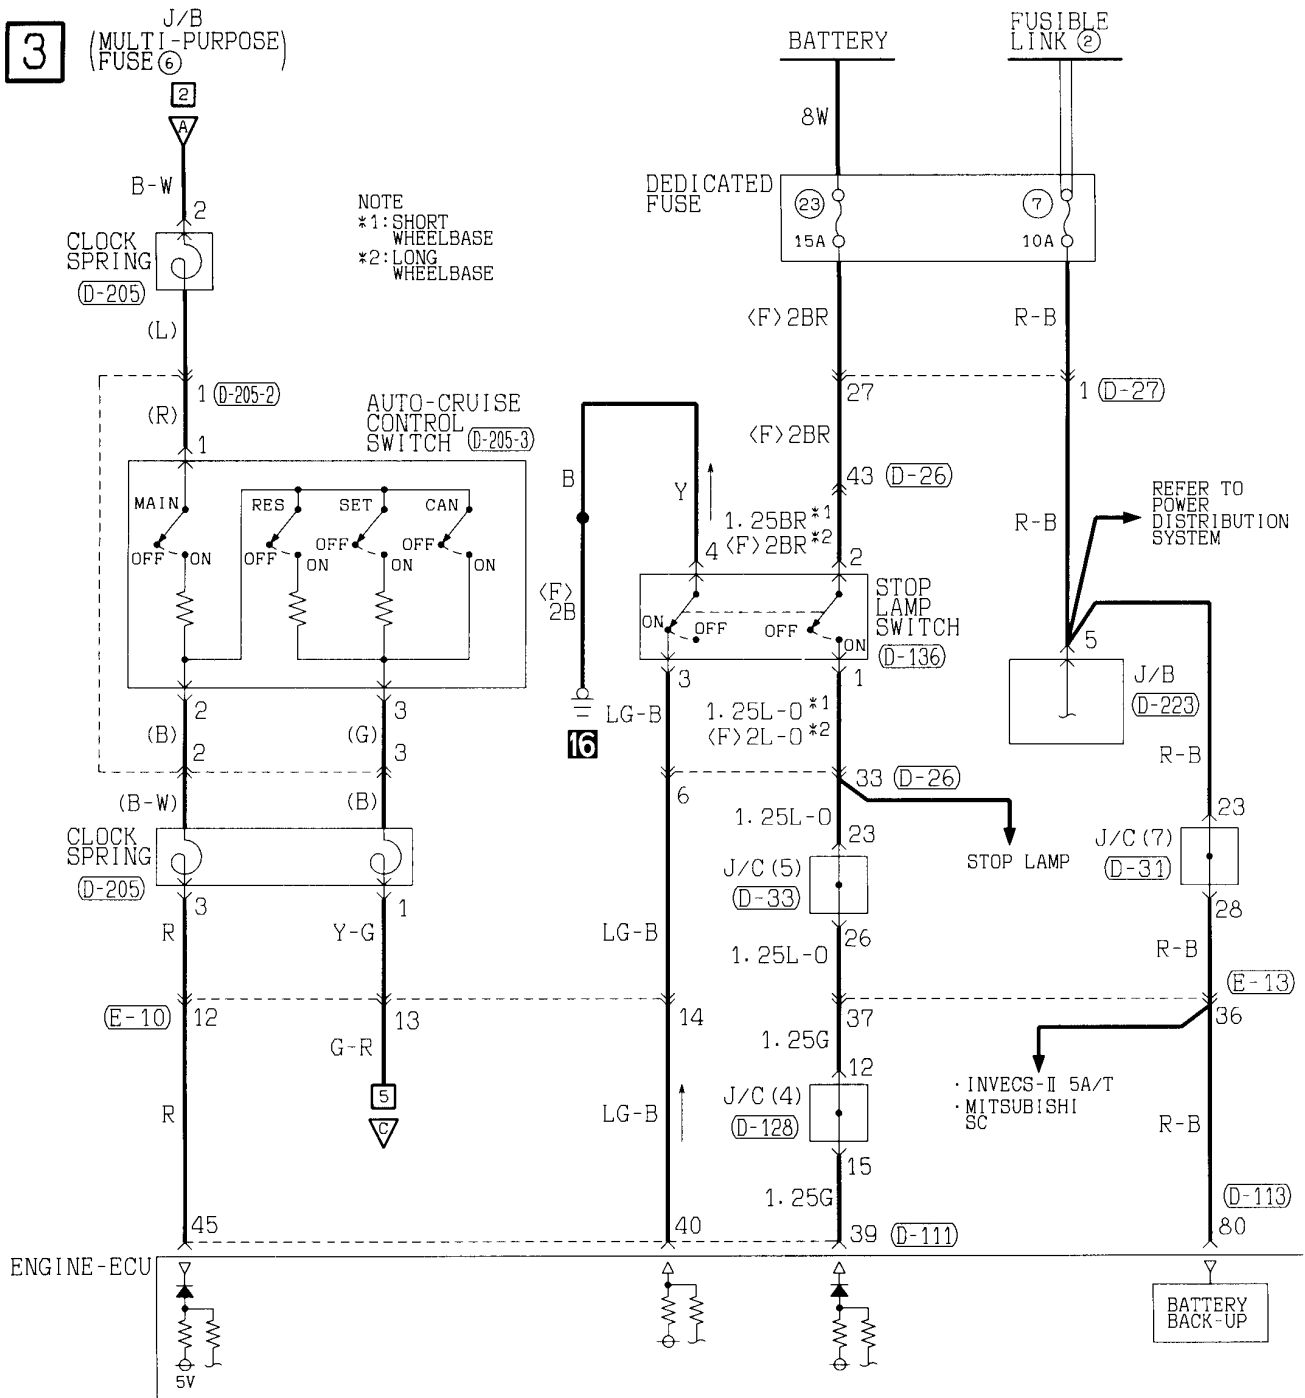 3
J/B
(MULTI-PURPOSE)
FUSE ⑥
2
A
B-W
2
CLOCK
SPRING
D-205
(L)
1 D-205-2
(R)
1
NOTE
*1:SHORT
WHEELBASE
*2:LONG
WHEELBASE
AUTO-CRUISE
CONTROL
SWITCH D-205-3
MAIN
OFF
ON
RES
OFF
ON
SET
OFF
ON
CAN
OFF
ON
2
3
(B)
(G)
2
3
(B-W)
(B)
CLOCK
SPRING
D-205
3
1
R
Y-G
E-10
12
13
14
G-R
5
C
R
45
BATTERY
FUSIBLE
LINK ②
8W
DEDICATED
FUSE
23
15A
7
10A
<F>2BR
R-B
27
1 D-27
<F>2BR
43 D-26
B
Y
1.25BR*1
<F>2BR*2
4
2
R-B
REFER TO
POWER
DISTRIBUTION
SYSTEM
<F>
2B
ON
OFF
OFF
ON
STOP
LAMP
SWITCH
D-136
16
3
1
LG-B
1.25L-O*1
<F>2L-O*2
5
J/B
D-223
6
33 D-26
1.25L-O
23
STOP LAMP
J/C(5)
D-33
26
LG-B
1.25L-O
R-B
23
J/C(7)
D-31
28
R-B
E-13
37
36
1.25G
12
J/C(4)
D-128
15
LG-B
1.25G
· INVECS-Ⅱ 5A/T
· MITSUBISHI
SC
R-B
D-113
40
39 D-111
80
ENGINE-ECU
5V
BATTERY
BACK-UP